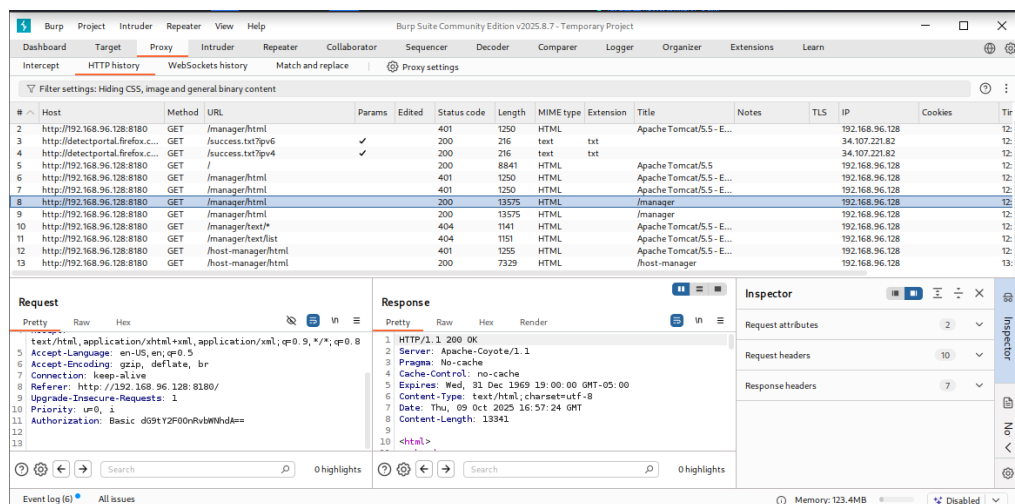 Burp Project Intruder Repeater View Help Burp Suite Community Edition v2025.8.7 - Temporary Project
Dashboard Target Proxy Intruder Repeater Collaborator Sequencer Decoder Comparer Logger Organizer Extensions Learn
Intercept HTTP history WebSockets history Match and replace Proxy settings
Filter settings: Hiding CSS, image and general binary content
# Host Method URL Params Edited Status code Length MIME type Extension Title Notes TLS IP Cookies Tir
2 http://192.168.96.128:8180 GET /manager/html 401 1250 HTML Apache Tomcat/5.5 - E... 192.168.96.128 12:
3 http://detectportal.firefox.c... GET /success.txt?ipv6 ✓ 200 216 text txt 34.107.221.82 12:
4 http://detectportal.firefox.c... GET /success.txt?ipv4 ✓ 200 216 text txt 34.107.221.82 12:
5 http://192.168.96.128:8180 GET / 200 8841 HTML Apache Tomcat/5.5 192.168.96.128 12:
6 http://192.168.96.128:8180 GET /manager/html 401 1250 HTML Apache Tomcat/5.5 - E... 192.168.96.128 12:
7 http://192.168.96.128:8180 GET /manager/html 401 1250 HTML Apache Tomcat/5.5 - E... 192.168.96.128 12:
8 http://192.168.96.128:8180 GET /manager/html 200 13575 HTML /manager 192.168.96.128 12:
9 http://192.168.96.128:8180 GET /manager/html 200 13575 HTML /manager 192.168.96.128 12:
10 http://192.168.96.128:8180 GET /manager/text/* 404 1141 HTML Apache Tomcat/5.5 - E... 192.168.96.128 12:
11 http://192.168.96.128:8180 GET /manager/text/list 404 1151 HTML Apache Tomcat/5.5 - E... 192.168.96.128 12:
12 http://192.168.96.128:8180 GET /host-manager/html 401 1255 HTML Apache Tomcat/5.5 - E... 192.168.96.128 12:
13 http://192.168.96.128:8180 GET /host-manager/html 200 7329 HTML /host-manager 192.168.96.128 13:
Request
Pretty Raw Hex \n
text/html,application/xhtml+xml,application/xml;q=0.9,*/*;q=0.8
5 Accept-Language: en-US,en;q=0.5
6 Accept-Encoding: gzip, deflate, br
7 Connection: keep-alive
8 Referer: http://192.168.96.128:8180/
9 Upgrade-Insecure-Requests: 1
10 Priority: u=0, i
11 Authorization: Basic dG9tY2F0OnRvbWNhdA==
12
13
Search 0 highlights
Response
Pretty Raw Hex Render \n
1 HTTP/1.1 200 OK
2 Server: Apache-Coyote/1.1
3 Pragma: No-cache
4 Cache-Control: no-cache
5 Expires: Wed, 31 Dec 1969 19:00:00 GMT-05:00
6 Content-Type: text/html;charset=utf-8
7 Date: Thu, 09 Oct 2025 16:57:24 GMT
8 Content-Length: 13341
9
10 <html>
Search 0 highlights
Inspector
Request attributes 2
Request headers 10
Response headers 7
Inspector
No
Event log (6) All issues Memory: 123.4MB Disabled